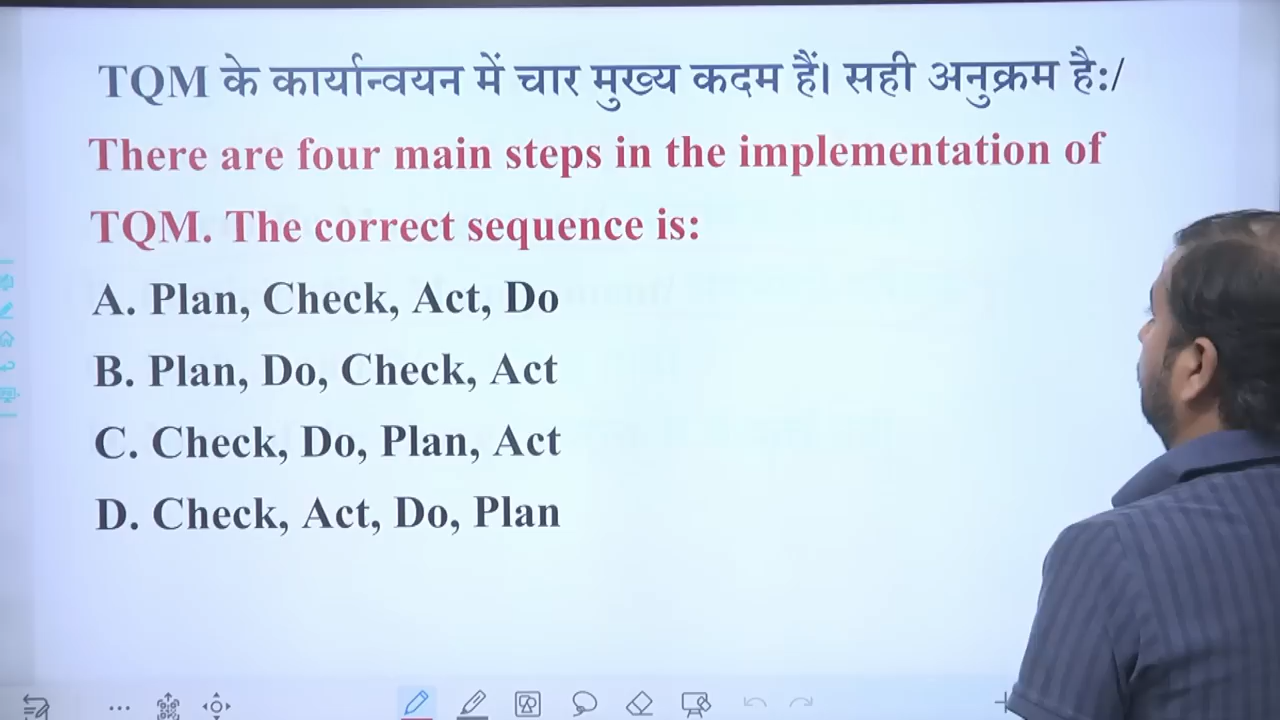 TQM के कार्यान्वयन में चार मुख्य कदम हैं। सही अनुक्रम है:/
There are four main steps in the implementation of
TQM. The correct sequence is:
A. Plan, Check, Act, Do
B. Plan, Do, Check, Act
C. Check, Do, Plan, Act
D. Check, Act, Do, Plan